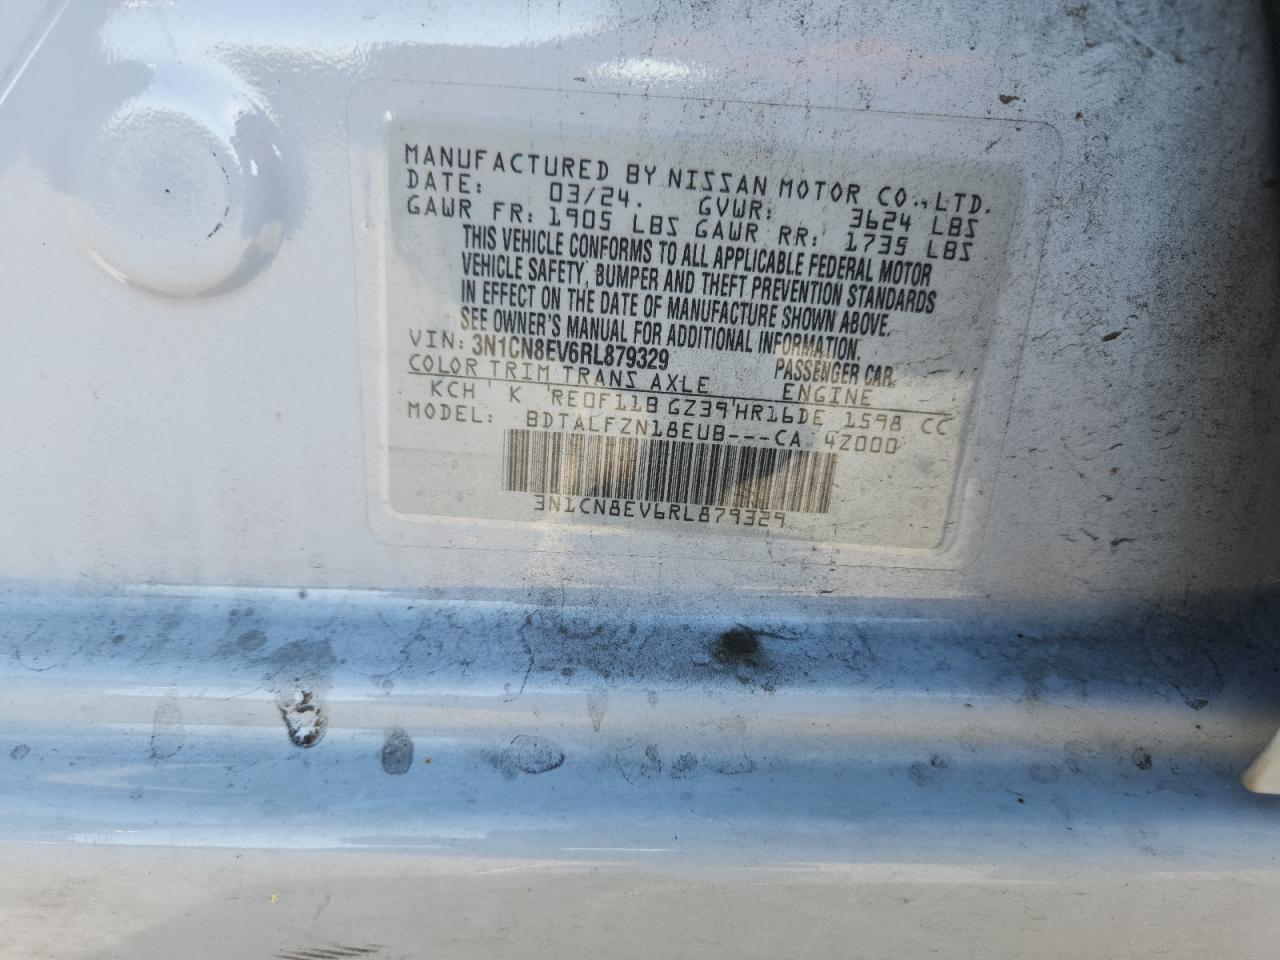 MANUFACTURED BY NISSAN MOTOR CO., LTD.
DATE: 03/24. GVWR: 3624 LBS
GAWR FR: 1905 LBS GAWR RR: 1735 LBS
THIS VEHICLE CONFORMS TO ALL APPLICABLE FEDERAL MOTOR
VEHICLE SAFETY, BUMPER AND THEFT PREVENTION STANDARDS
IN EFFECT ON THE DATE OF MANUFACTURE SHOWN ABOVE.
SEE OWNER'S MANUAL FOR ADDITIONAL INFORMATION.
VIN: 3N1CN8EV6RL879329 PASSENGER CAR
COLOR TRIM TRANS AXLE ENGINE
KCH K RE0F11B GZ39 HR16DE 1598 CC
MODEL: BDTALFZN18EUB---CA 4Z000
3N1CN8EV6RL879329